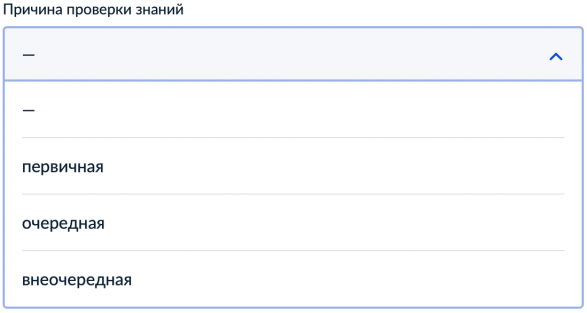 Причина проверки знаний
—
—
первичная
очередная
внеочередная